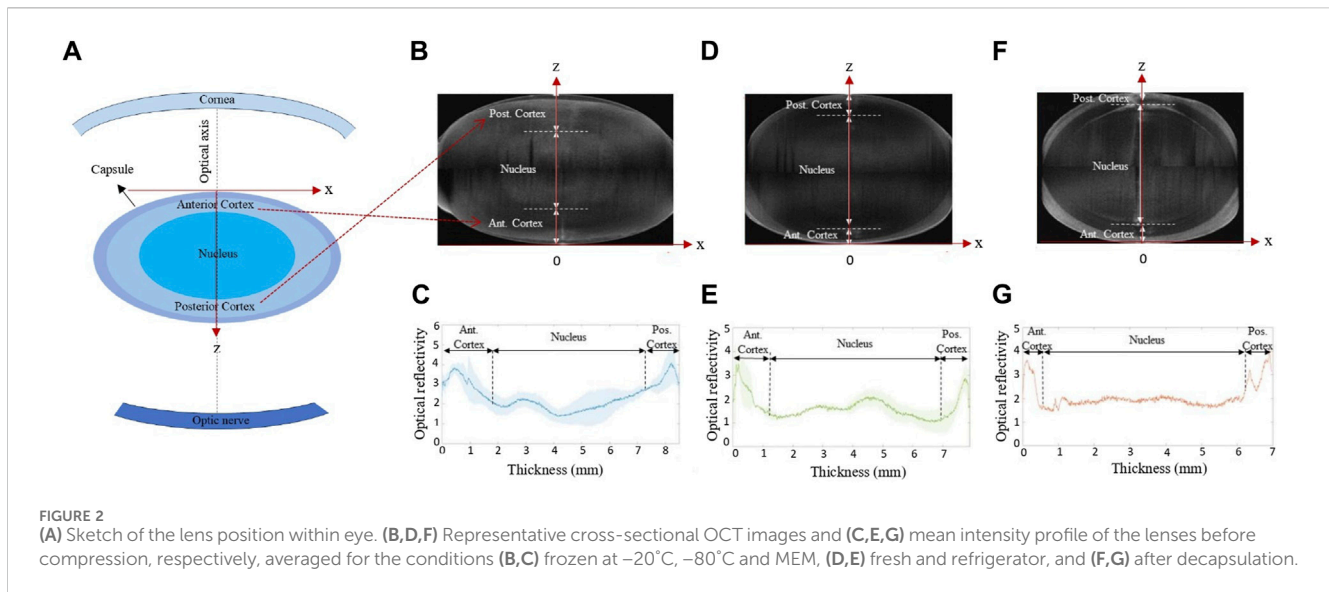 A
Cornea
Optical axis
Capsule
X
Anterior Cortex
Nucleus
Posterior Cortex
Z
Optic nerve
B
Z
Post. Cortex
Nucleus
Ant. Cortex
X
0
D
Z
Post. Cortex
Nucleus
Ant. Cortex
X
0
F
Z
Post. Cortex
Nucleus
Ant. Cortex
X
0
C
Ant.
Cortex
Nucleus
Pos.
Cortex
Optical reflectivity
6
5
4
3
2
1
0
0 1 2 3 4 5 6 7 8
Thickness (mm)
E
Ant.
Cortex
Nucleus
Pos.
Cortex
Optical reflectivity
5
4
3
2
1
0
0 1 2 3 4 5 6 7
Thickness (mm)
G
Ant.
Cortex
Nucleus
Pos.
Cortex
Optical reflectivity
5
4
3
2
1
0
0 1 2 3 4 5 6 7
Thickness (mm)
FIGURE 2
(A) Sketch of the lens position within eye. (B,D,F) Representative cross-sectional OCT images and (C,E,G) mean intensity profile of the lenses before
compression, respectively, averaged for the conditions (B,C) frozen at −20˚C, −80˚C and MEM, (D,E) fresh and refrigerator, and (F,G) after decapsulation.